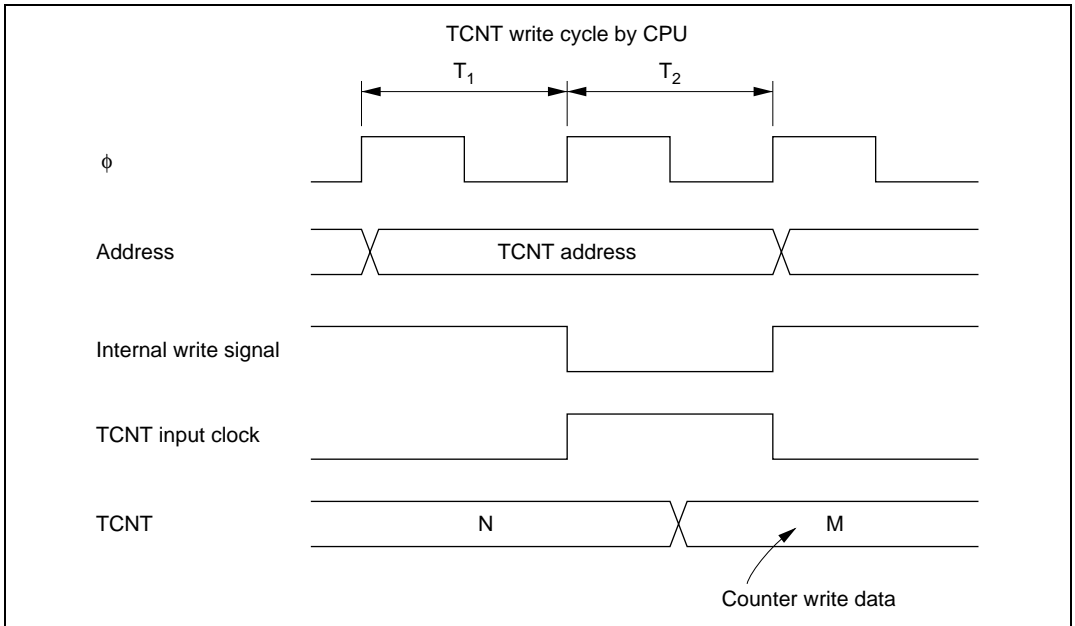 TCNT write cycle by CPU
T1 T2
ϕ
Address TCNT address
Internal write signal
TCNT input clock
TCNT N M
Counter write data